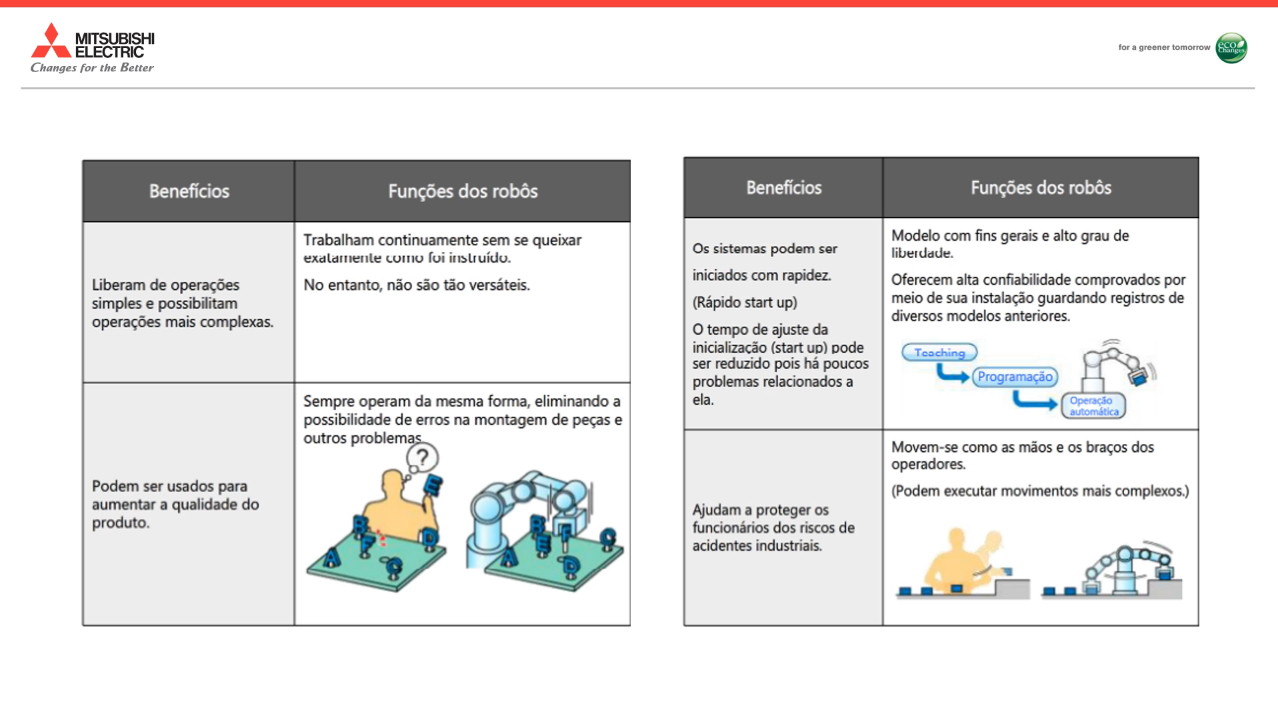 MITSUBISHI
ELECTRIC
Changes for the Better
for a greener tomorrow
eco
Changes
Benefícios
Funções dos robôs
Liberam de operações
simples e possibilitam
operações mais complexas.
Trabalham continuamente sem se queixar
exatamente como foi instruído.
No entanto, não são tão versáteis.
Podem ser usados para
aumentar a qualidade do
produto.
Sempre operam da mesma forma, eliminando a
possibilidade de erros na montagem de peças e
outros problemas.
?
E
B
F
D
A
C
B
F
C
A
E
D
Benefícios
Funções dos robôs
Os sistemas podem ser
iniciados com rapidez.
(Rápido start up)
O tempo de ajuste da
inicialização (start up) pode
ser reduzido pois há poucos
problemas relacionados a
ela.
Modelo com fins gerais e alto grau de
liberdade.
Oferecem alta confiabilidade comprovados por
meio de sua instalação guardando registros de
diversos modelos anteriores.
Teaching
Programação
Operação
automática
Ajudam a proteger os
funcionários dos riscos de
acidentes industriais.
Movem-se como as mãos e os braços dos
operadores.
(Podem executar movimentos mais complexos.)